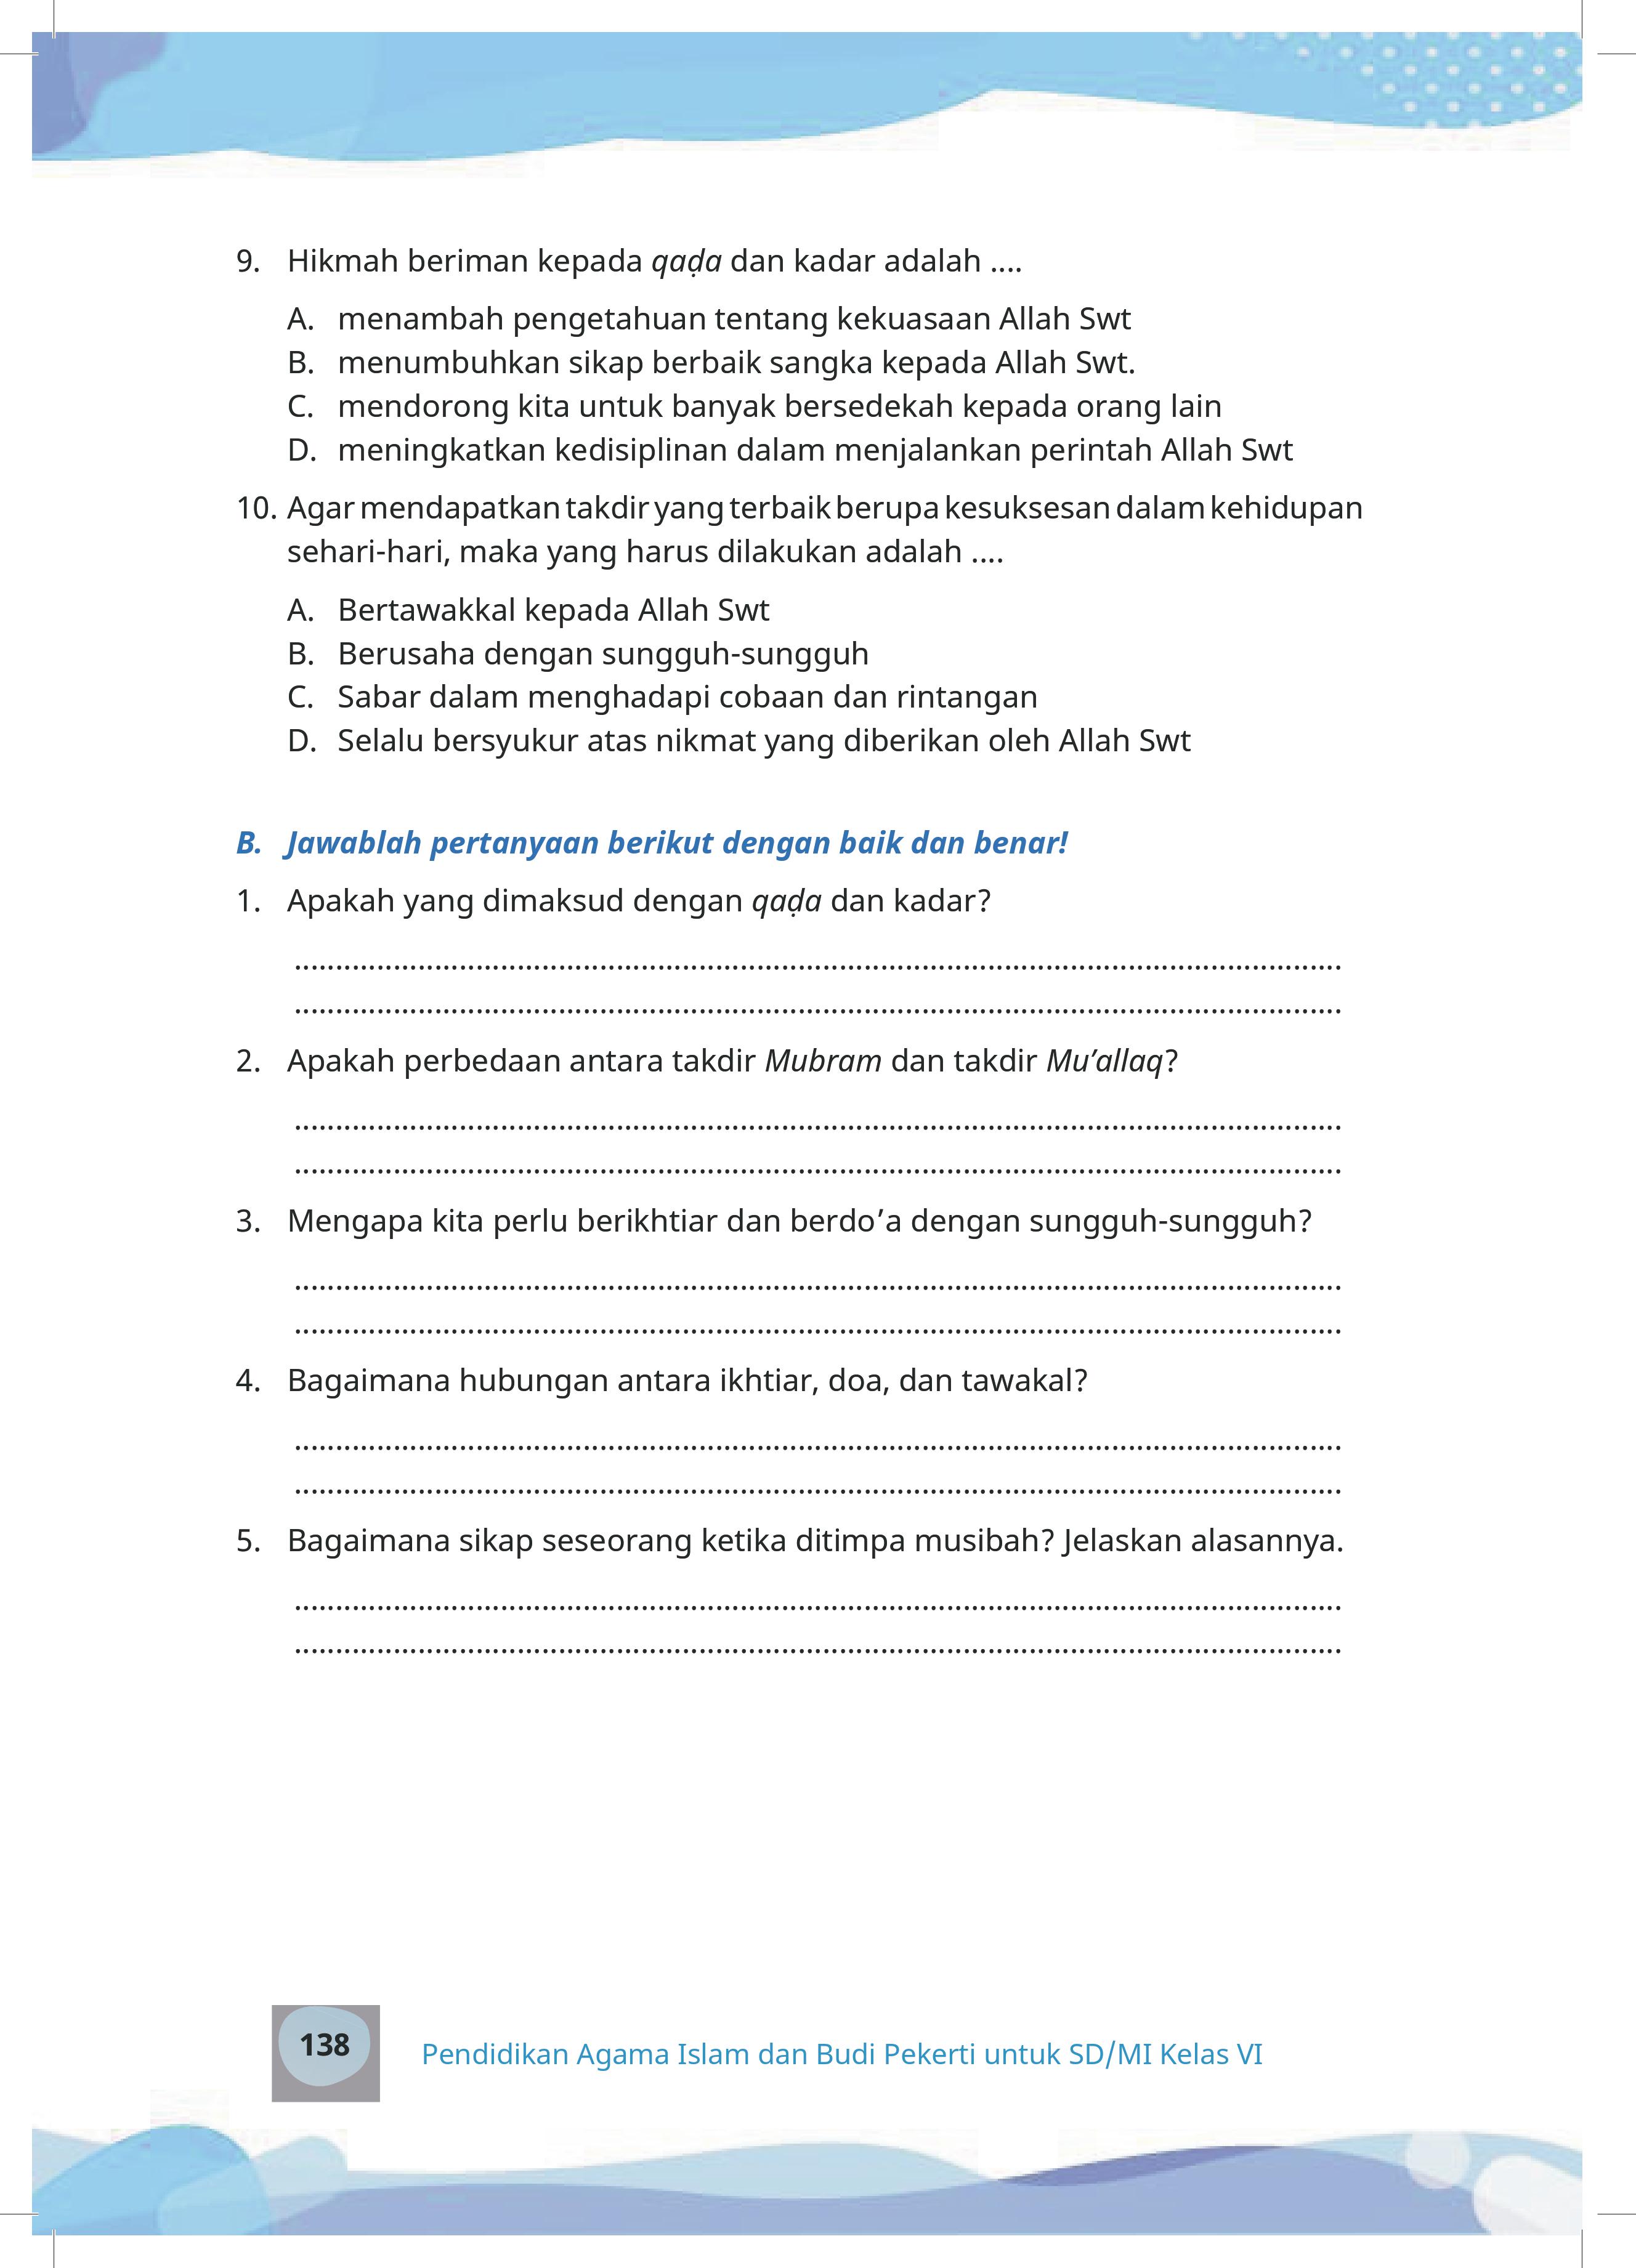 9. Hikmah beriman kepada qaḍa dan kadar adalah ....
A. menambah pengetahuan tentang kekuasaan Allah Swt
B. menumbuhkan sikap berbaik sangka kepada Allah Swt.
C. mendorong kita untuk banyak bersedekah kepada orang lain
D. meningkatkan kedisiplinan dalam menjalankan perintah Allah Swt
10. Agar mendapatkan takdir yang terbaik berupa kesuksesan dalam kehidupan
sehari-hari, maka yang harus dilakukan adalah ....
A. Bertawakkal kepada Allah Swt
B. Berusaha dengan sungguh-sungguh
C. Sabar dalam menghadapi cobaan dan rintangan
D. Selalu bersyukur atas nikmat yang diberikan oleh Allah Swt
B. Jawablah pertanyaan berikut dengan baik dan benar!
1. Apakah yang dimaksud dengan qaḍa dan kadar?
2. Apakah perbedaan antara takdir Mubram dan takdir Mu’allaq?
3. Mengapa kita perlu berikhtiar dan berdo’a dengan sungguh-sungguh?
4. Bagaimana hubungan antara ikhtiar, doa, dan tawakal?
5. Bagaimana sikap seseorang ketika ditimpa musibah? Jelaskan alasannya.
138 Pendidikan Agama Islam dan Budi Pekerti untuk SD/MI Kelas VI